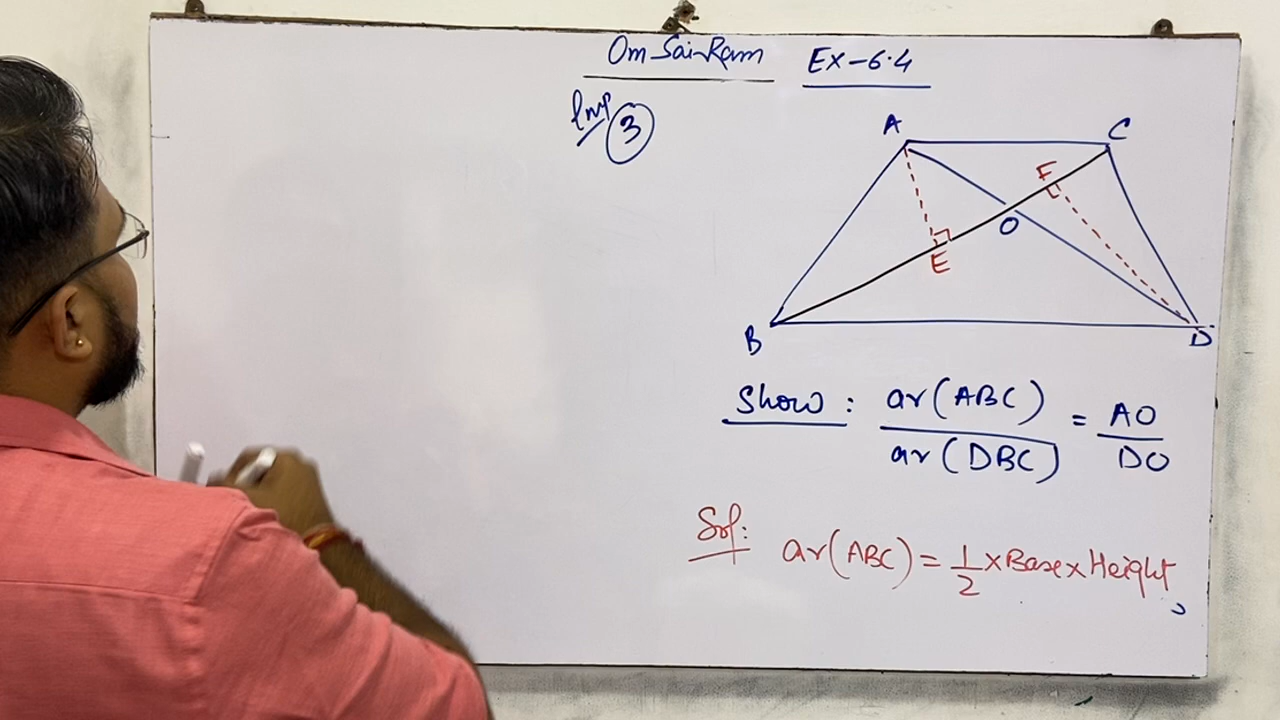 Om Sai Ram Ex-6.4
Imp 3
A C
F
O
E
B D
Show : ar(ABC) / ar(DBC) = AO / DO
Sol: ar(ABC) = 1/2 × Base × Height,